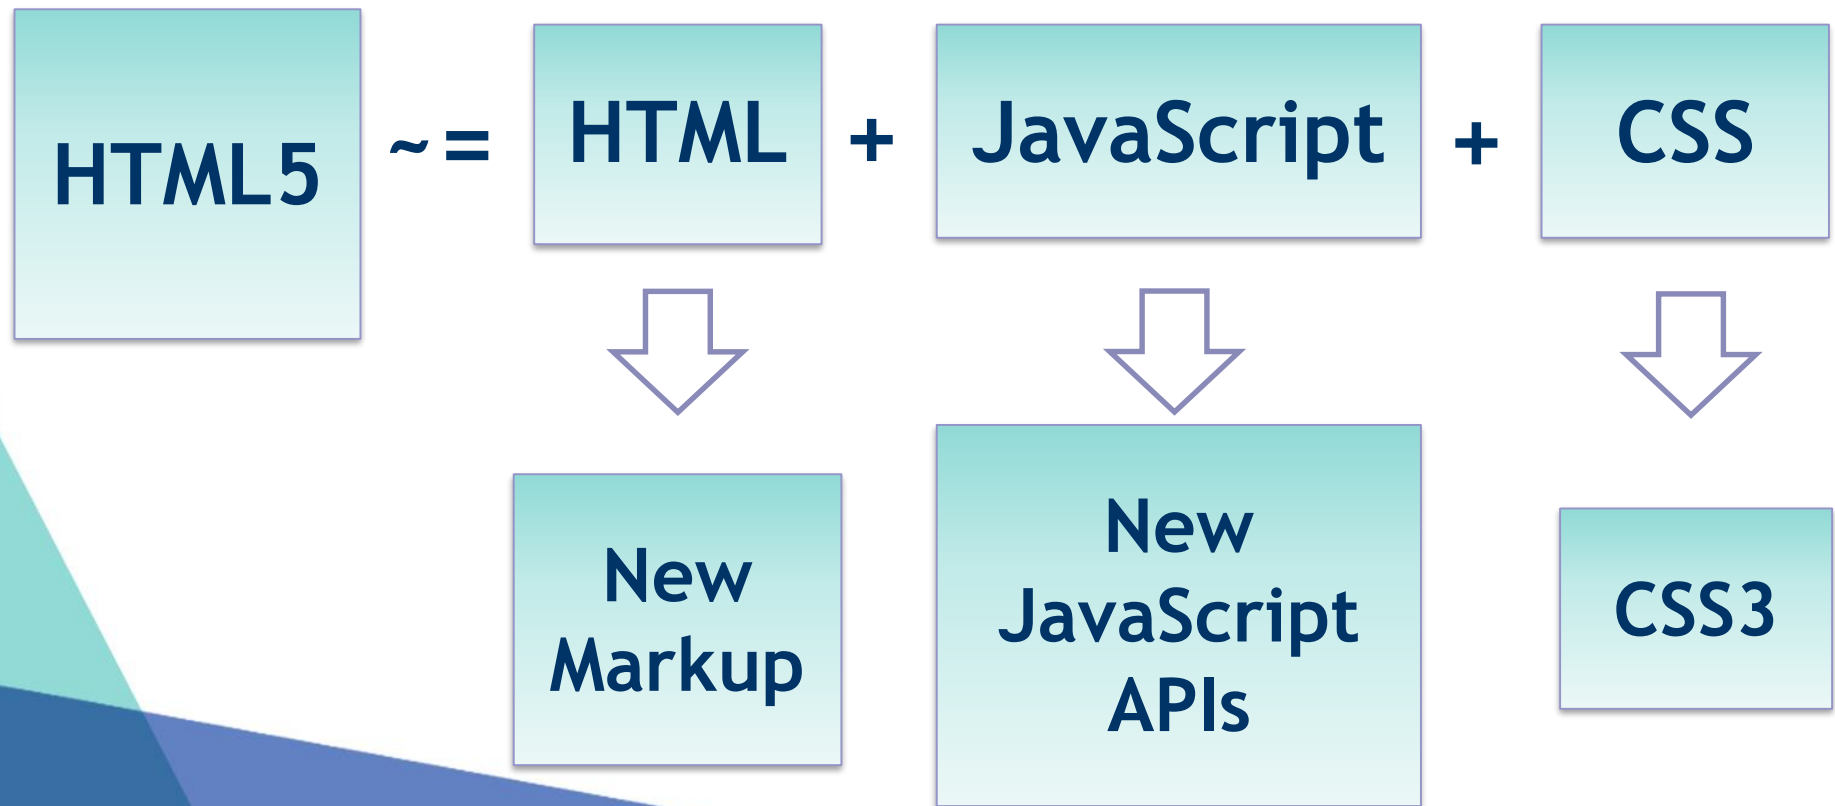 HTML5 ~= HTML + JavaScript + CSS
New
Markup
New
JavaScript
APIs
CSS3